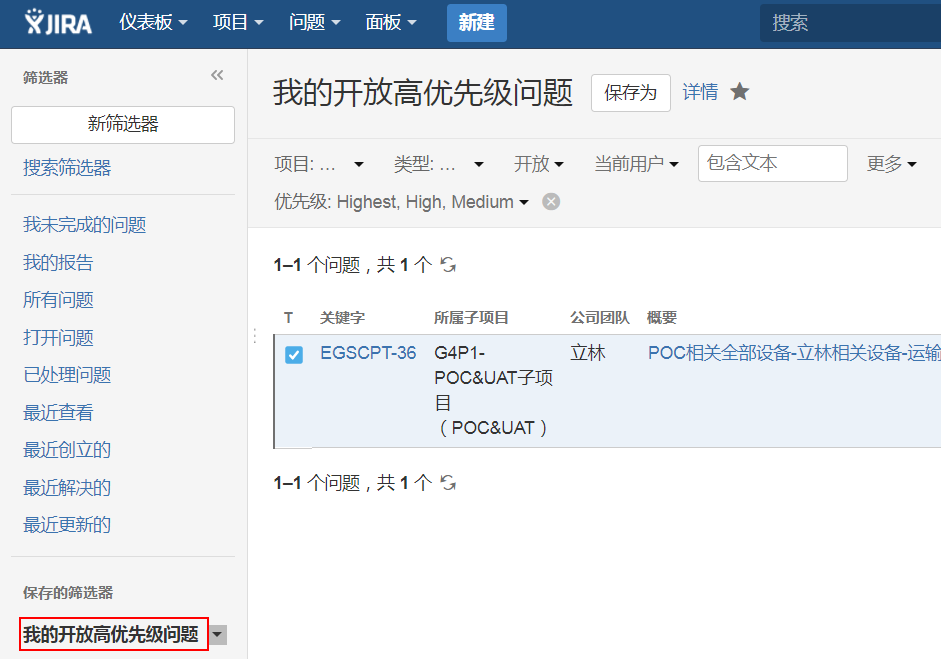 JIRA 仪表板 项目 问题 面板 新建 搜索
筛选器
新筛选器
搜索筛选器
我未完成的问题
我的报告
所有问题
打开问题
已处理问题
最近查看
最近创立的
最近解决的
最近更新的
保存的筛选器
我的开放高优先级问题
我的开放高优先级问题 保存为 详情
项目: ... 类型: ... 开放 当前用户 包含文本 更多
优先级: Highest, High, Medium
1–1 个问题，共 1 个
T 关键字 所属子项目 公司团队 概要
EGSCPT-36 G4P1- 立林 POC相关全部设备-立林相关设备-运输
POC&UAT子项
目
（POC&UAT）
1–1 个问题，共 1 个